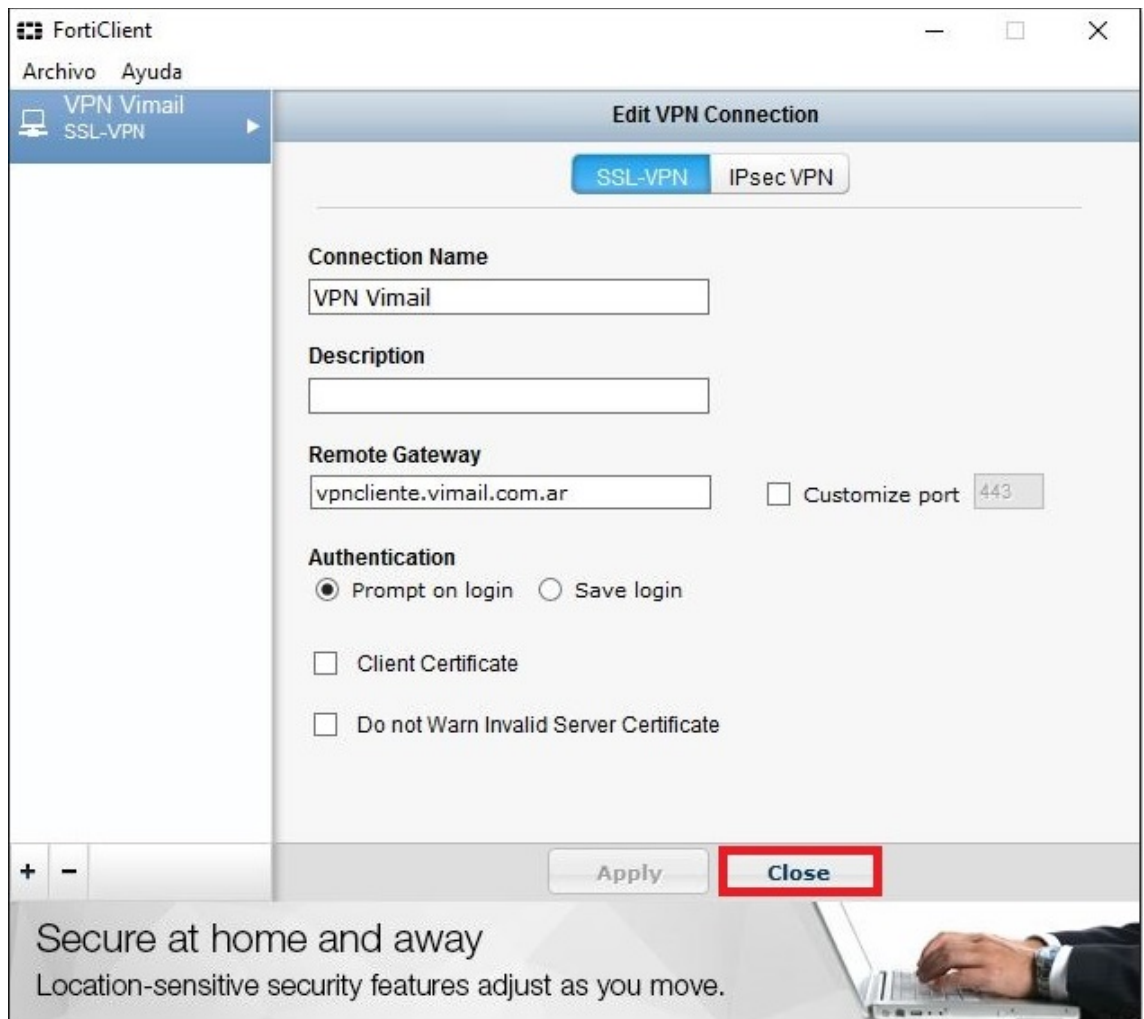 FortiClient
Archivo Ayuda
VPN Vimail
SSL-VPN
Edit VPN Connection
SSL-VPN IPsec VPN
Connection Name
VPN Vimail
Description
Remote Gateway
vpncliente.vimail.com.ar
Customize port 443
Authentication
Prompt on login Save login
Client Certificate
Do not Warn Invalid Server Certificate
+ −
Apply Close
Secure at home and away
Location-sensitive security features adjust as you move.